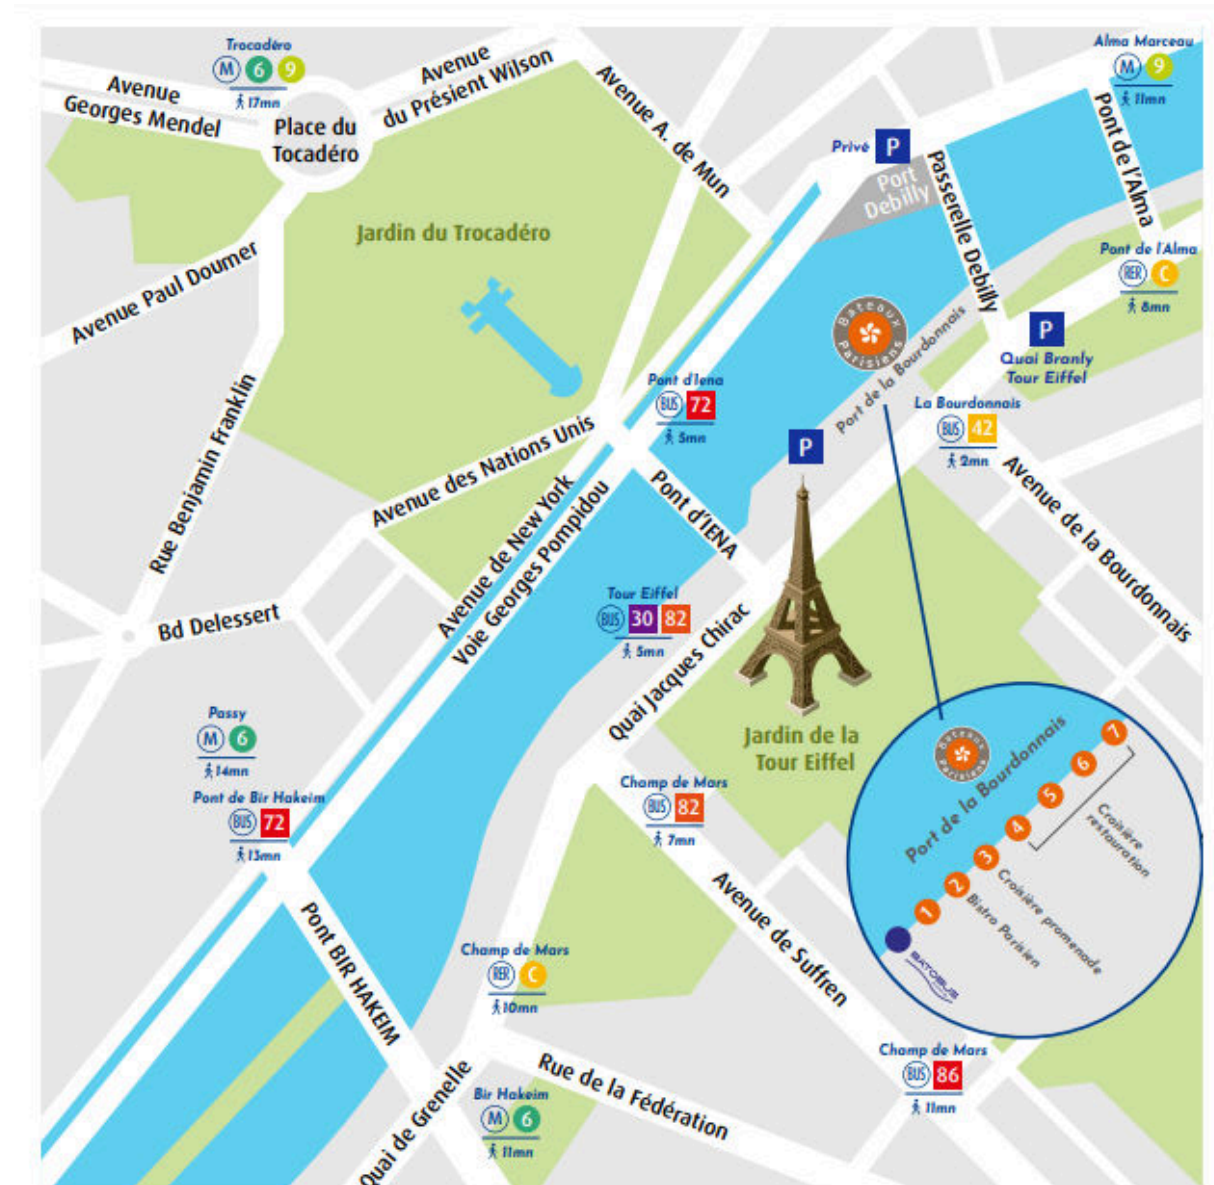 Trocadéro
M 6 9
17mn
Avenue
Georges Mendel
Place du
Tocadéro
Avenue
du Présient Wilson
Avenue A. de Mun
Alma Marceau
M 9
11mn
Privé P
Port
Debilly
Passerelle Debilly
Pont de l'Alma
Jardin du Trocadéro
Avenue Paul Doumer
Pont de l'Alma
RER C
8mn
Bateaux
Parisiens
Port de la Bourdonnais
P
Quai Branly
Tour Eiffel
Pont d'Iena
BUS 72
5mn
La Bourdonnais
BUS 42
2mn
P
Rue Benjamin Franklin
Avenue des Nations Unis
Avenue de New York
Voie Georges Pompidou
Pont d'IENA
Avenue de la Bourdonnais
Bd Delessert
Tour Eiffel
BUS 30 82
5mn
Quai Jacques Chirac
Passy
M 6
14mn
Jardin de la
Tour Eiffel
Pont de Bir Hakeim
BUS 72
13mn
Champ de Mars
BUS 82
7mn
Bateaux
Parisiens
Port de la Bourdonnais
7
6
5
4
3
2
1
Croisière
restauration
Croisière promenade
Bistro Parisien
BATOBUS
Pont BIR HAKEIM
Avenue de Suffren
Champ de Mars
RER C
10mn
Champ de Mars
BUS 86
11mn
Quai de Grenelle
Rue de la Fédération
Bir Hakeim
M 6
11mn